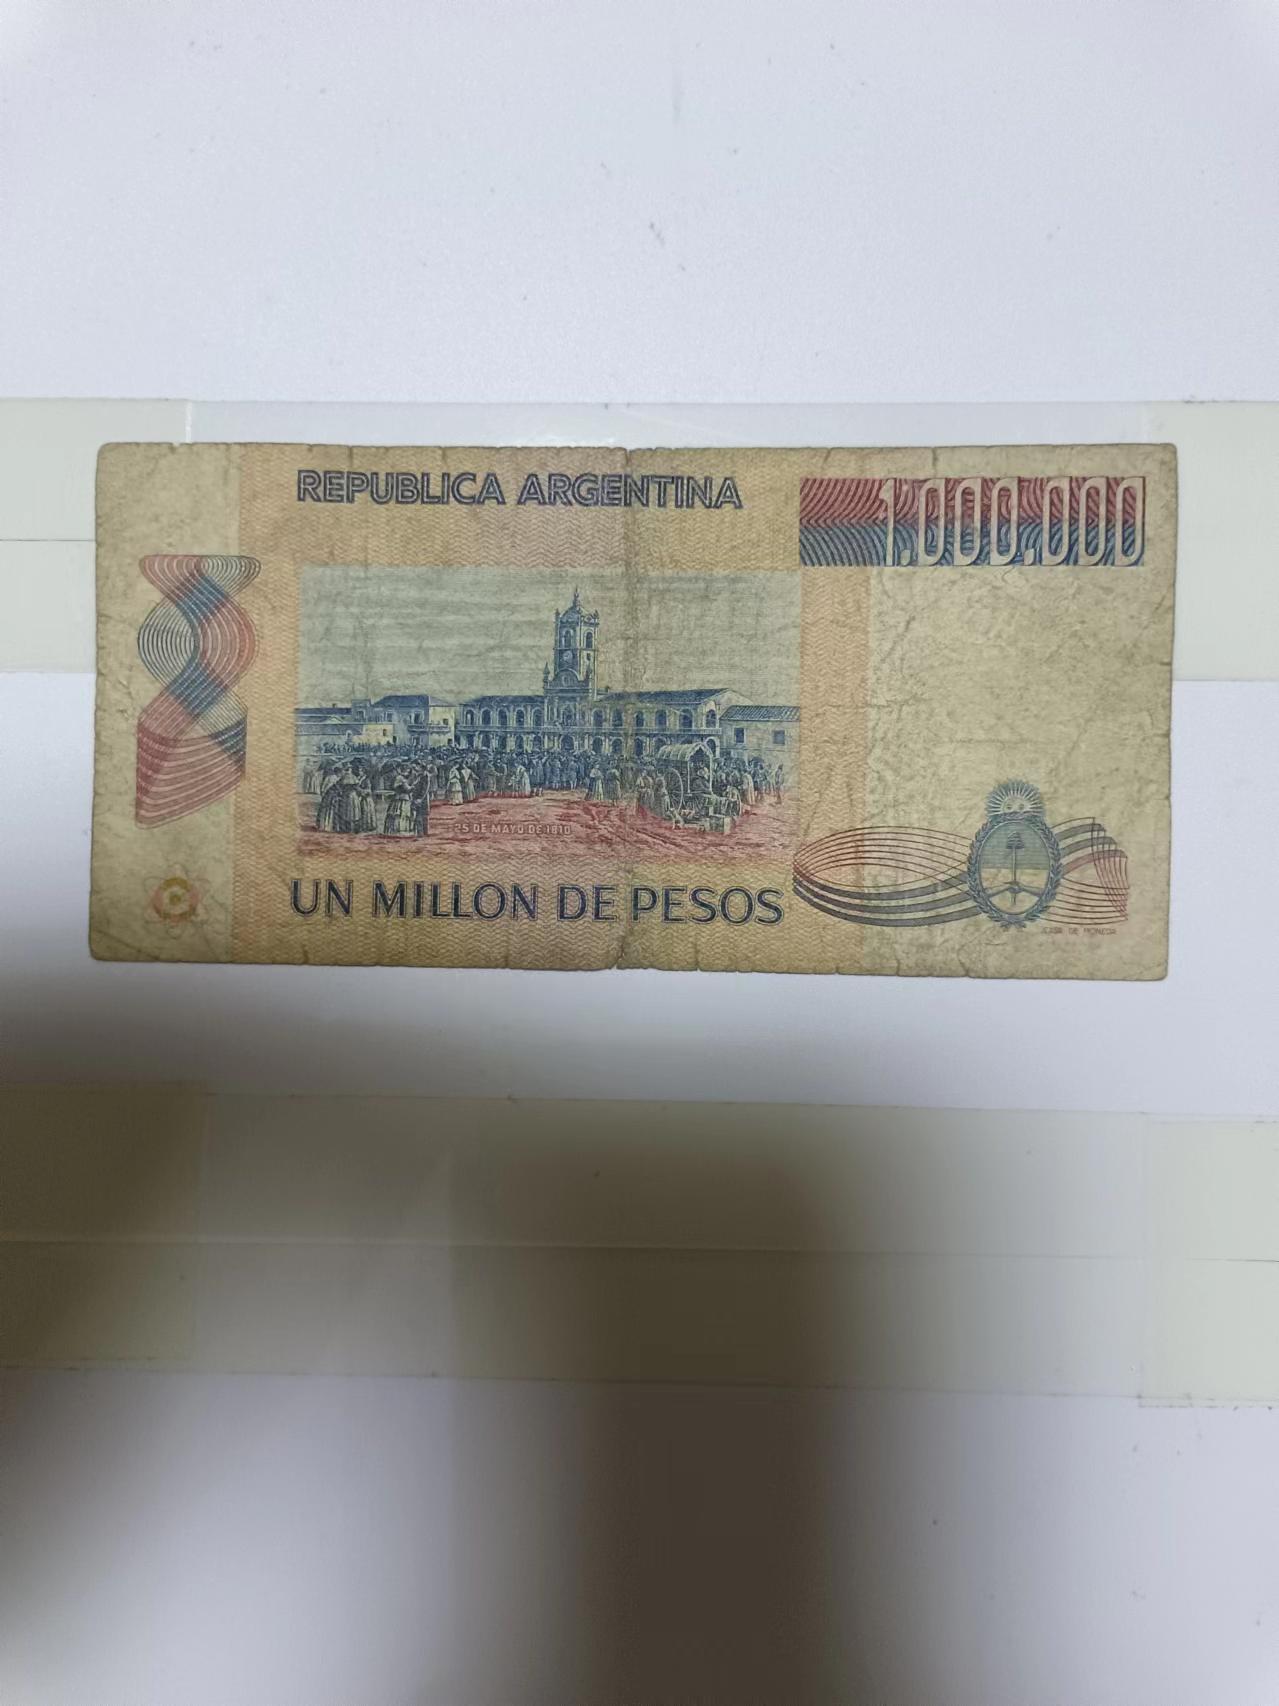 REPUBLICA ARGENTINA
1.000.000
25 DE MAYO DE 1810
UN MILLON DE PESOS
CASA DE MONEDA